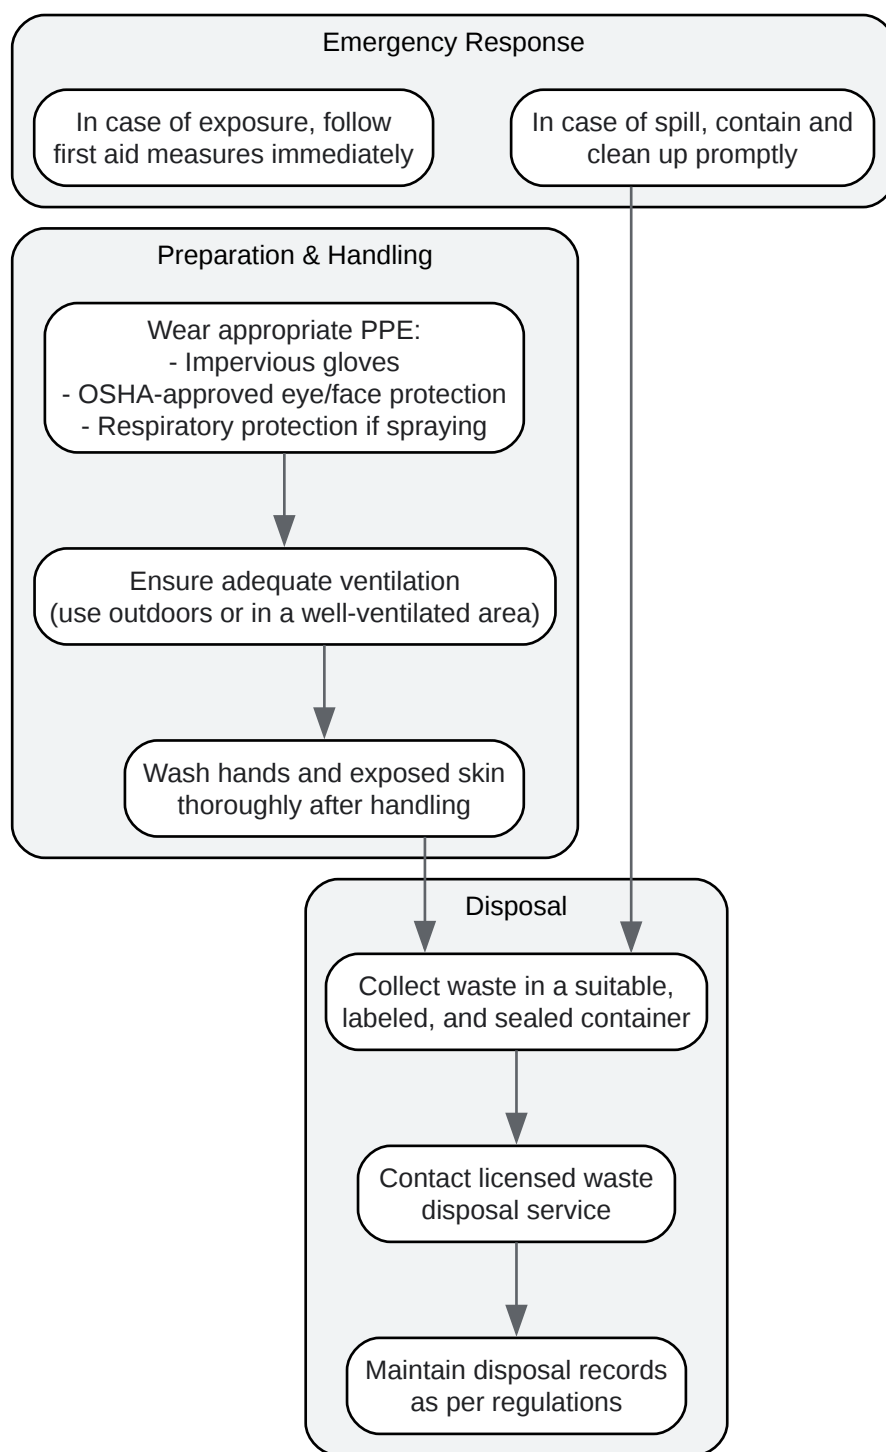 Emergency Response
In case of exposure, follow
first aid measures immediately
In case of spill, contain and
clean up promptly
Preparation & Handling
Wear appropriate PPE:
- Impervious gloves
- OSHA-approved eye/face protection
- Respiratory protection if spraying
Ensure adequate ventilation
(use outdoors or in a well-ventilated area)
Wash hands and exposed skin
thoroughly after handling
Disposal
Collect waste in a suitable,
labeled, and sealed container
Contact licensed waste
disposal service
Maintain disposal records
as per regulations